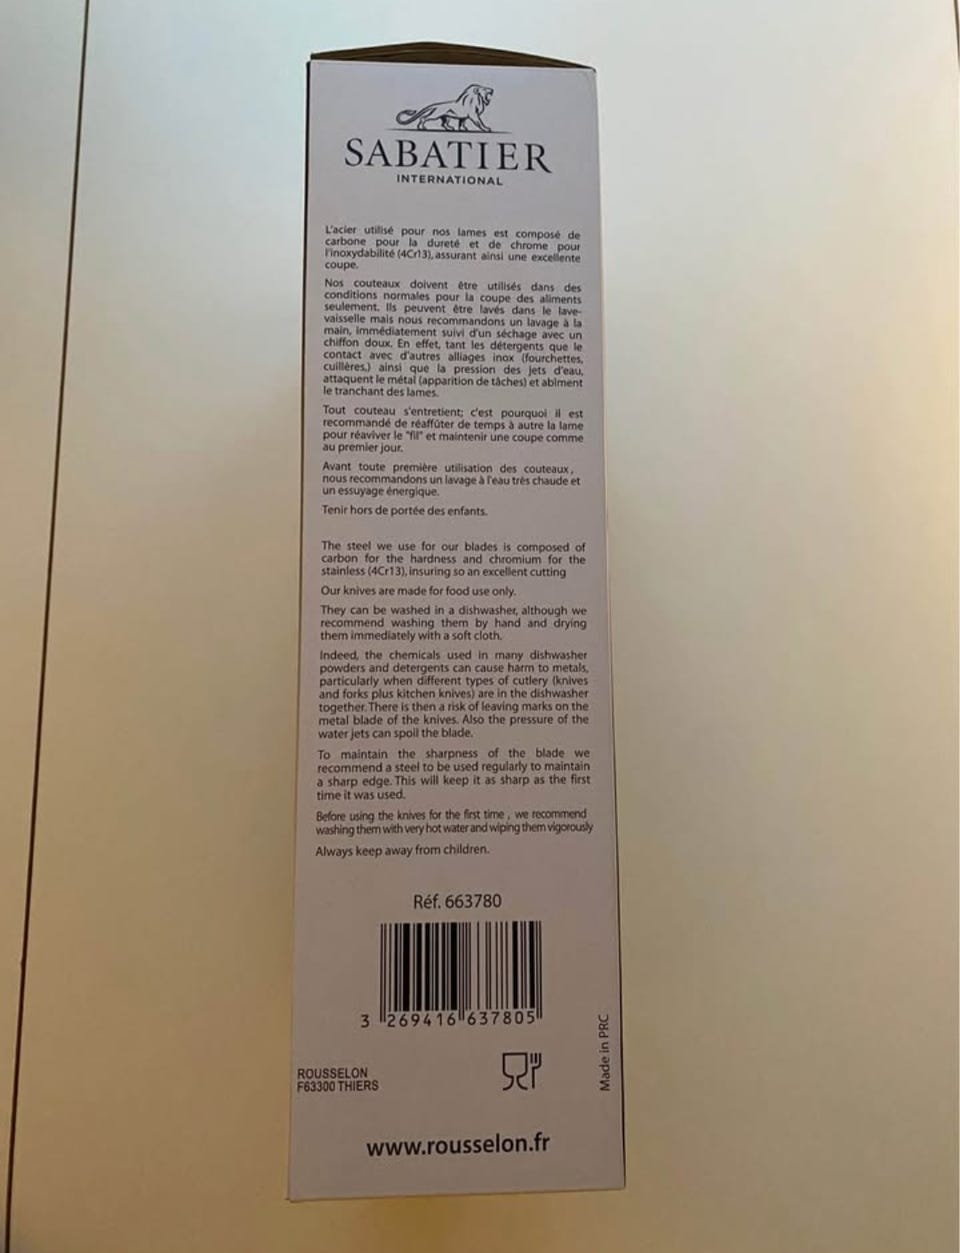 SABATIER
INTERNATIONAL
L'acier utilisé pour nos lames est composé de
carbone pour la dureté et de chrome pour
l'inoxydabilité (4Cr13), assurant ainsi une excellente
coupe.
Nos couteaux doivent être utilisés dans des
conditions normales pour la coupe des aliments
seulement. Ils peuvent être lavés dans le lave-
vaisselle mais nous recommandons un lavage à la
main, immédiatement suivi d'un séchage avec un
chiffon doux. En effet, tant les détergents que le
contact avec d'autres alliages inox (fourchettes,
cuillères,) ainsi que la pression des jets d'eau,
attaquent le métal (apparition de tâches) et abîment
le tranchant des lames.
Tout couteau s'entretient; c'est pourquoi il est
recommandé de réaffûter de temps à autre la lame
pour réaviver le "fil" et maintenir une coupe comme
au premier jour.
Avant toute première utilisation des couteaux,
nous recommandons un lavage à l'eau très chaude et
un essuyage énergique.
Tenir hors de portée des enfants.
The steel we use for our blades is composed of
carbon for the hardness and chromium for the
stainless (4Cr13), insuring so an excellent cutting
Our knives are made for food use only.
They can be washed in a dishwasher, although we
recommend washing them by hand and drying
them immediately with a soft cloth.
Indeed, the chemicals used in many dishwasher
powders and detergents can cause harm to metals,
particularly when different types of cutlery (knives
and forks plus kitchen knives) are in the dishwasher
together. There is then a risk of leaving marks on the
metal blade of the knives. Also the pressure of the
water jets can spoil the blade.
To maintain the sharpness of the blade we
recommend a steel to be used regularly to maintain
a sharp edge. This will keep it as sharp as the first
time it was used.
Before using the knives for the first time , we recommend
washing them with very hot water and wiping them vigorously
Always keep away from children.
Réf. 663780
3 269416 637805
Made in PRC
ROUSSELON
F63300 THIERS
www.rousselon.fr